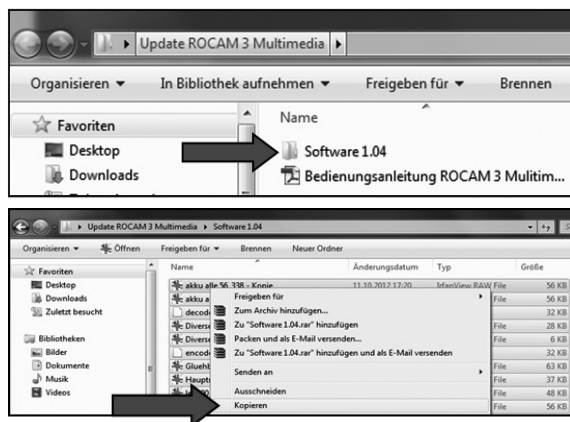 Update ROCAM 3 Multimedia
Organisieren In Bibliothek aufnehmen Freigeben für Brennen
Favoriten
Desktop
Downloads
Name
Software 1.04
Bedienungsanleitung ROCAM 3 Mulitim...
Update ROCAM 3 Multimedia Software 1.04
Organisieren Öffnen Freigeben für Brennen Neuer Ordner
Favoriten
Desktop
Downloads
Zuletzt besucht
Bibliotheken
Bilder
Dokumente
Musik
Videos
Name Änderungsdatum Typ Größe
akku alle 56_338 - Kopie 11.10.2012 17:20 IrfanView RAW File 56 KB
akku a File 56 KB
decod 32 KB
Diverse File 28 KB
Diverse File 6 KB
encod 32 KB
Gluehb File 63 KB
Haupt File 37 KB
File 48 KB
File 56 KB
Freigeben für
Zum Archiv hinzufügen...
Zu "Software 1.04.rar" hinzufügen
Packen und als E-Mail versenden...
Zu "Software 1.04.rar" hinzufügen und als E-Mail versenden
Senden an
Ausschneiden
Kopieren